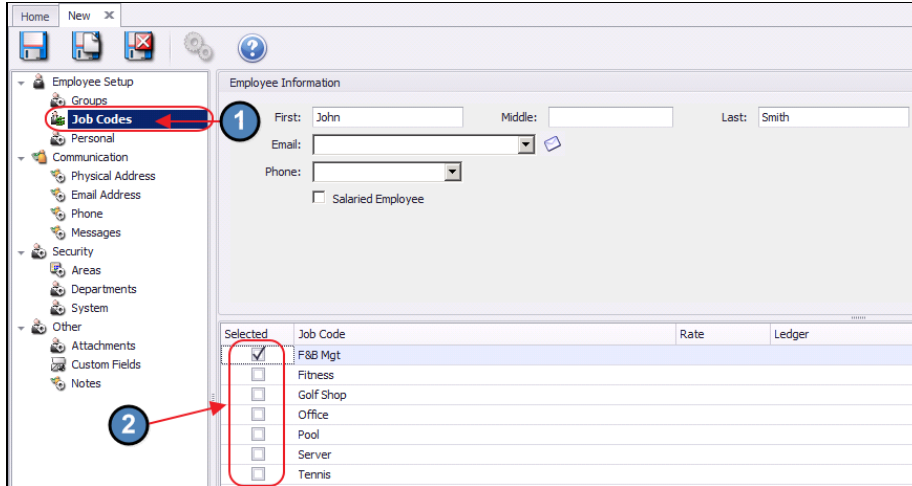 Home New
Employee Setup
Groups
Job Codes
Personal
Communication
Physical Address
Email Address
Phone
Messages
Security
Areas
Departments
System
Other
Attachments
Custom Fields
Notes
1
2
Employee Information
First: John Middle: Last: Smith
Email:
Phone:
Salaried Employee
Selected Job Code Rate Ledger
F&B Mgt
Fitness
Golf Shop
Office
Pool
Server
Tennis